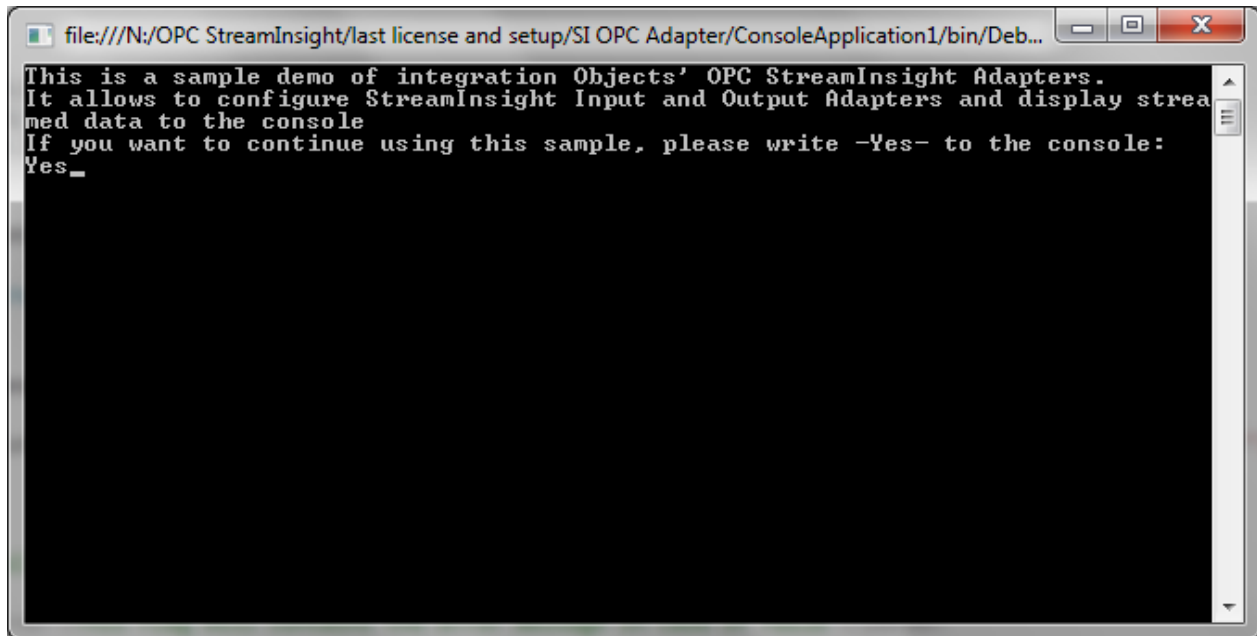 file:///N:/OPC StreamInsight/last license and setup/SI OPC Adapter/ConsoleApplication1/bin/Deb...
This is a sample demo of integration Objects' OPC StreamInsight Adapters.
It allows to configure StreamInsight Input and Output Adapters and display strea
med data to the console
If you want to continue using this sample, please write -Yes- to the console:
Yes_